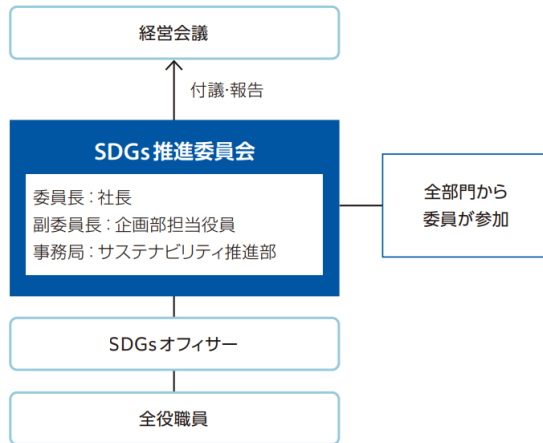 経営会議
付議・報告
SDGs推進委員会
委員長：社長
副委員長：企画部担当役員
事務局：サステナビリティ推進部
全部門から
委員が参加
SDGsオフィサー
全役職員